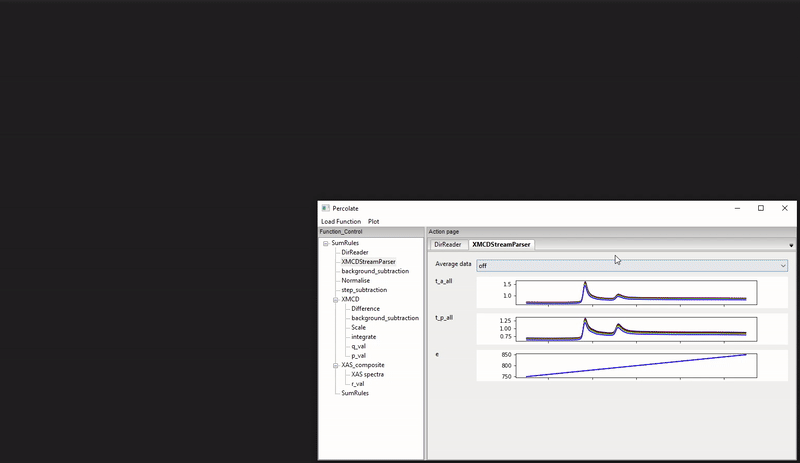 Percolate
Load Function Plot
Function_Control
Action page
SumRules
DirReader
XMCDStreamParser
background_subtraction
Normalise
step_subtraction
XMCD
Difference
background_subtraction
Scale
integrate
q_val
p_val
XAS_composite
XAS spectra
r_val
SumRules
DirReader XMCDStreamParser
Average data off
t_a_all
1.5
1.0
t_p_all
1.25
1.00
0.75
e
850
800
750